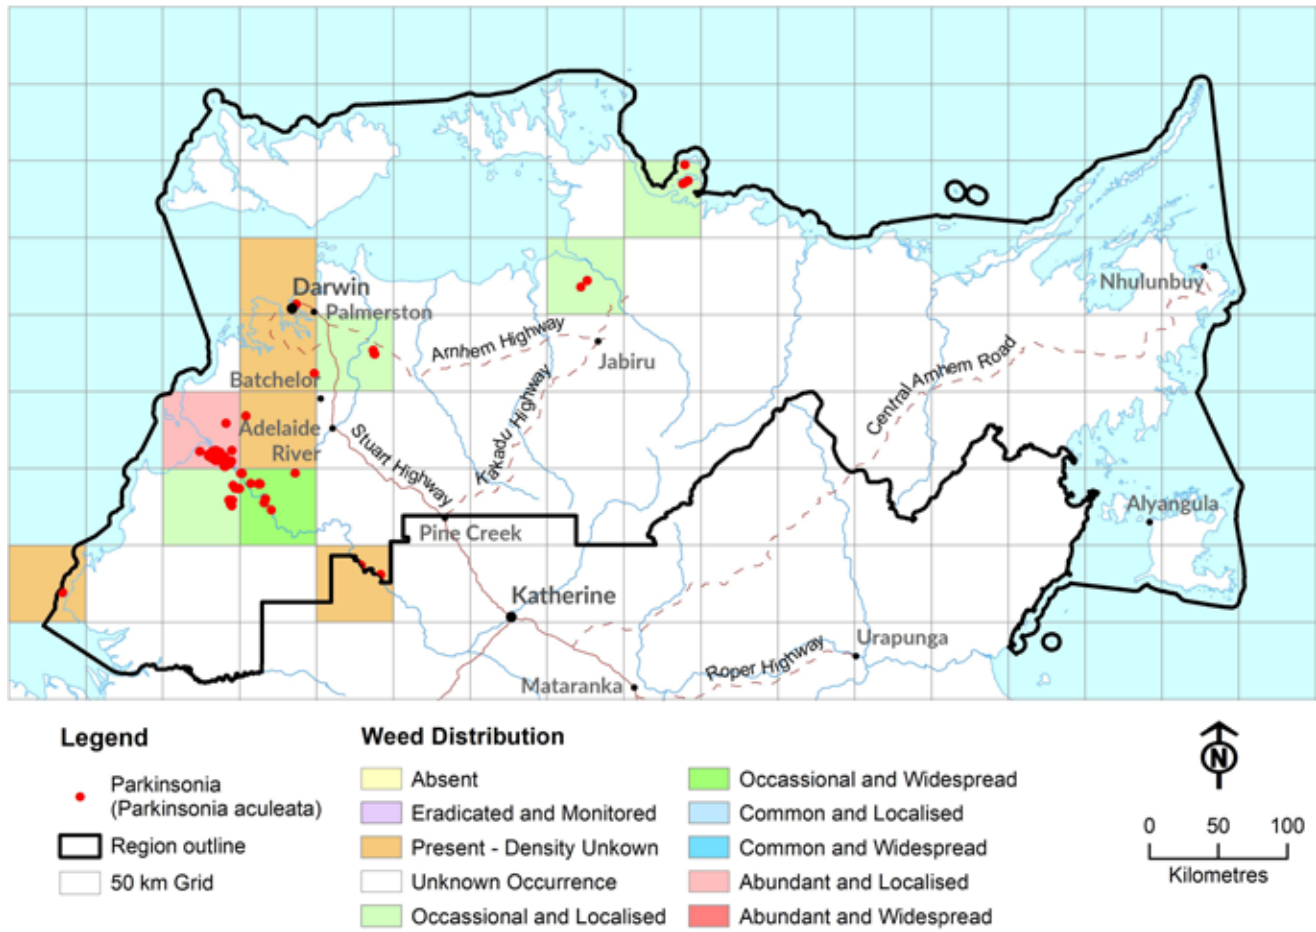 Darwin
Palmerston
Nhulunbuy
Arnhem Highway
Jabiru
Batchelor
Kakadu Highway
Central Arnhem Road
Adelaide
River
Stuart Highway
Alyangula
Pine Creek
Katherine
Urapunga
Roper Highway
Mataranka
Legend
Parkinsonia
(Parkinsonia aculeata)
Region outline
50 km Grid
Weed Distribution
Absent
Eradicated and Monitored
Present - Density Unkown
Unknown Occurrence
Occassional and Localised
Occassional and Widespread
Common and Localised
Common and Widespread
Abundant and Localised
Abundant and Widespread
N
0 50 100
Kilometres